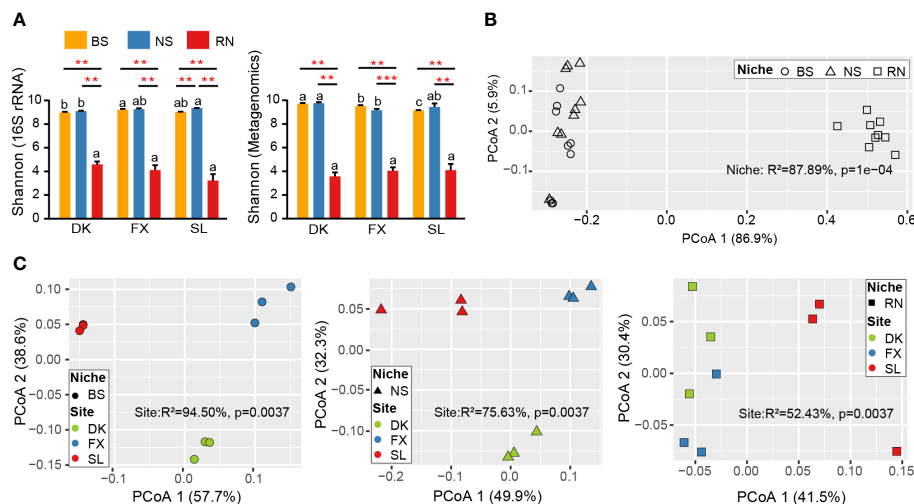 A
BS NS RN
** ** **
** ** ** **
Shannon (16S rRNA)
10
8
6
4
2
0
b b a
a ab a
ab a a
DK FX SL
** ** **
** *** **
Shannon (Metagenomics)
10
8
6
4
2
0
a a a
b b a
c ab a
DK FX SL
B
Niche BS NS RN
PCoA 2 (5.9%)
0.1
0.0
−0.1
Niche: R²=87.89%, p=1e−04
−0.2 0.0 0.2 0.4 0.6
PCoA 1 (86.9%)
C
PCoA 2 (38.6%)
0.10
0.05
0.00
−0.05
−0.10
−0.15
Niche
BS
Site
DK
FX
SL
Site:R²=94.50%, p=0.0037
−0.1 0.0 0.1
PCoA 1 (57.7%)
PCoA 2 (32.3%)
0.05
0.00
−0.05
−0.10
Niche
NS
Site
DK
FX
SL
Site:R²=75.63%, p=0.0037
−0.2 −0.1 0.0 0.1
PCoA 1 (49.9%)
PCoA 2 (30.4%)
0.05
0.00
−0.05
Niche
RN
Site
DK
FX
SL
Site:R²=52.43%, p=0.0037
−0.05 0.00 0.05 0.10 0.15
PCoA 1 (41.5%)